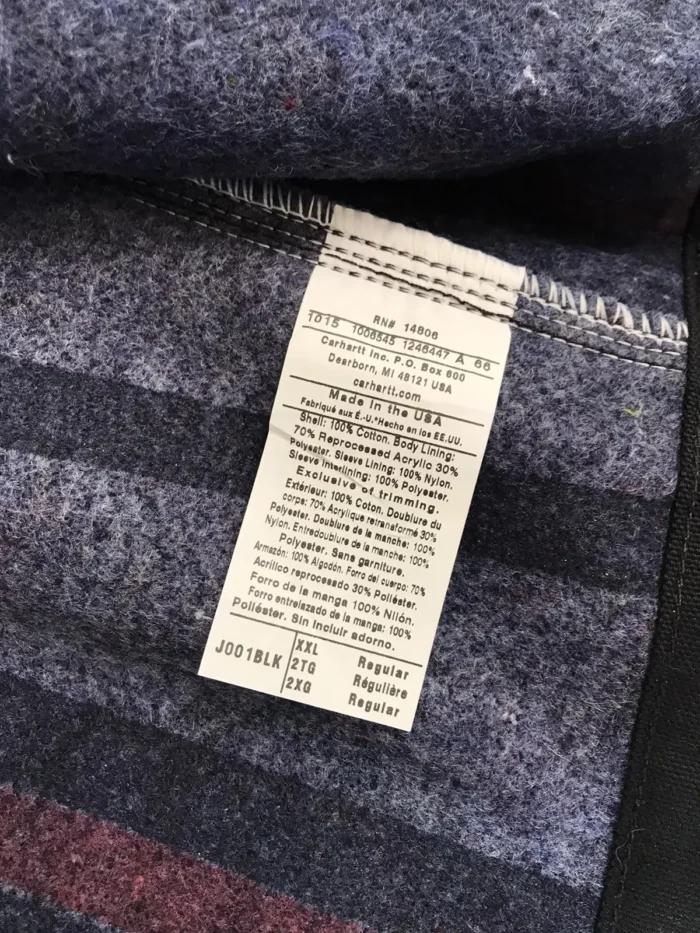 RN# 14806
1015 1006545 1246447 A 66
Carhartt Inc. P.O. Box 600
Dearborn, MI 48121 USA
carhartt.com
Made in the USA
Fabriqué aux É.-U.*Hecho en los EE.UU.
Shell: 100% Cotton. Body Lining:
70% Reprocessed Acrylic 30%
Polyester. Sleeve Lining: 100% Nylon.
Sleeve Interlining: 100% Polyester.
Exclusive of trimming.
Extérieur: 100% Coton. Doublure du
corps: 70% Acrylique retransformé 30%
Polyester. Doublure de la manche: 100%
Nylon. Entredoublure de la manche: 100%
Polyester. Sans garniture.
Armazón: 100% Algodón. Forro del cuerpo: 70%
Acrílico reprocesado 30% Poliéster.
Forro de la manga 100% Nilón.
Forro entrelazado de la manga: 100%
Poliéster. Sin incluir adorno.
J001BLK
XXL Regular
2TG Régulière
2XG Regular